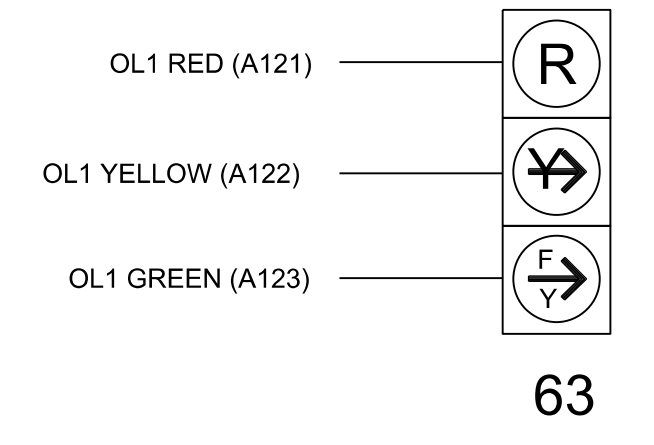 OL1 RED (A121)
R
OL1 YELLOW (A122)
Y
OL1 GREEN (A123)
F
Y
63